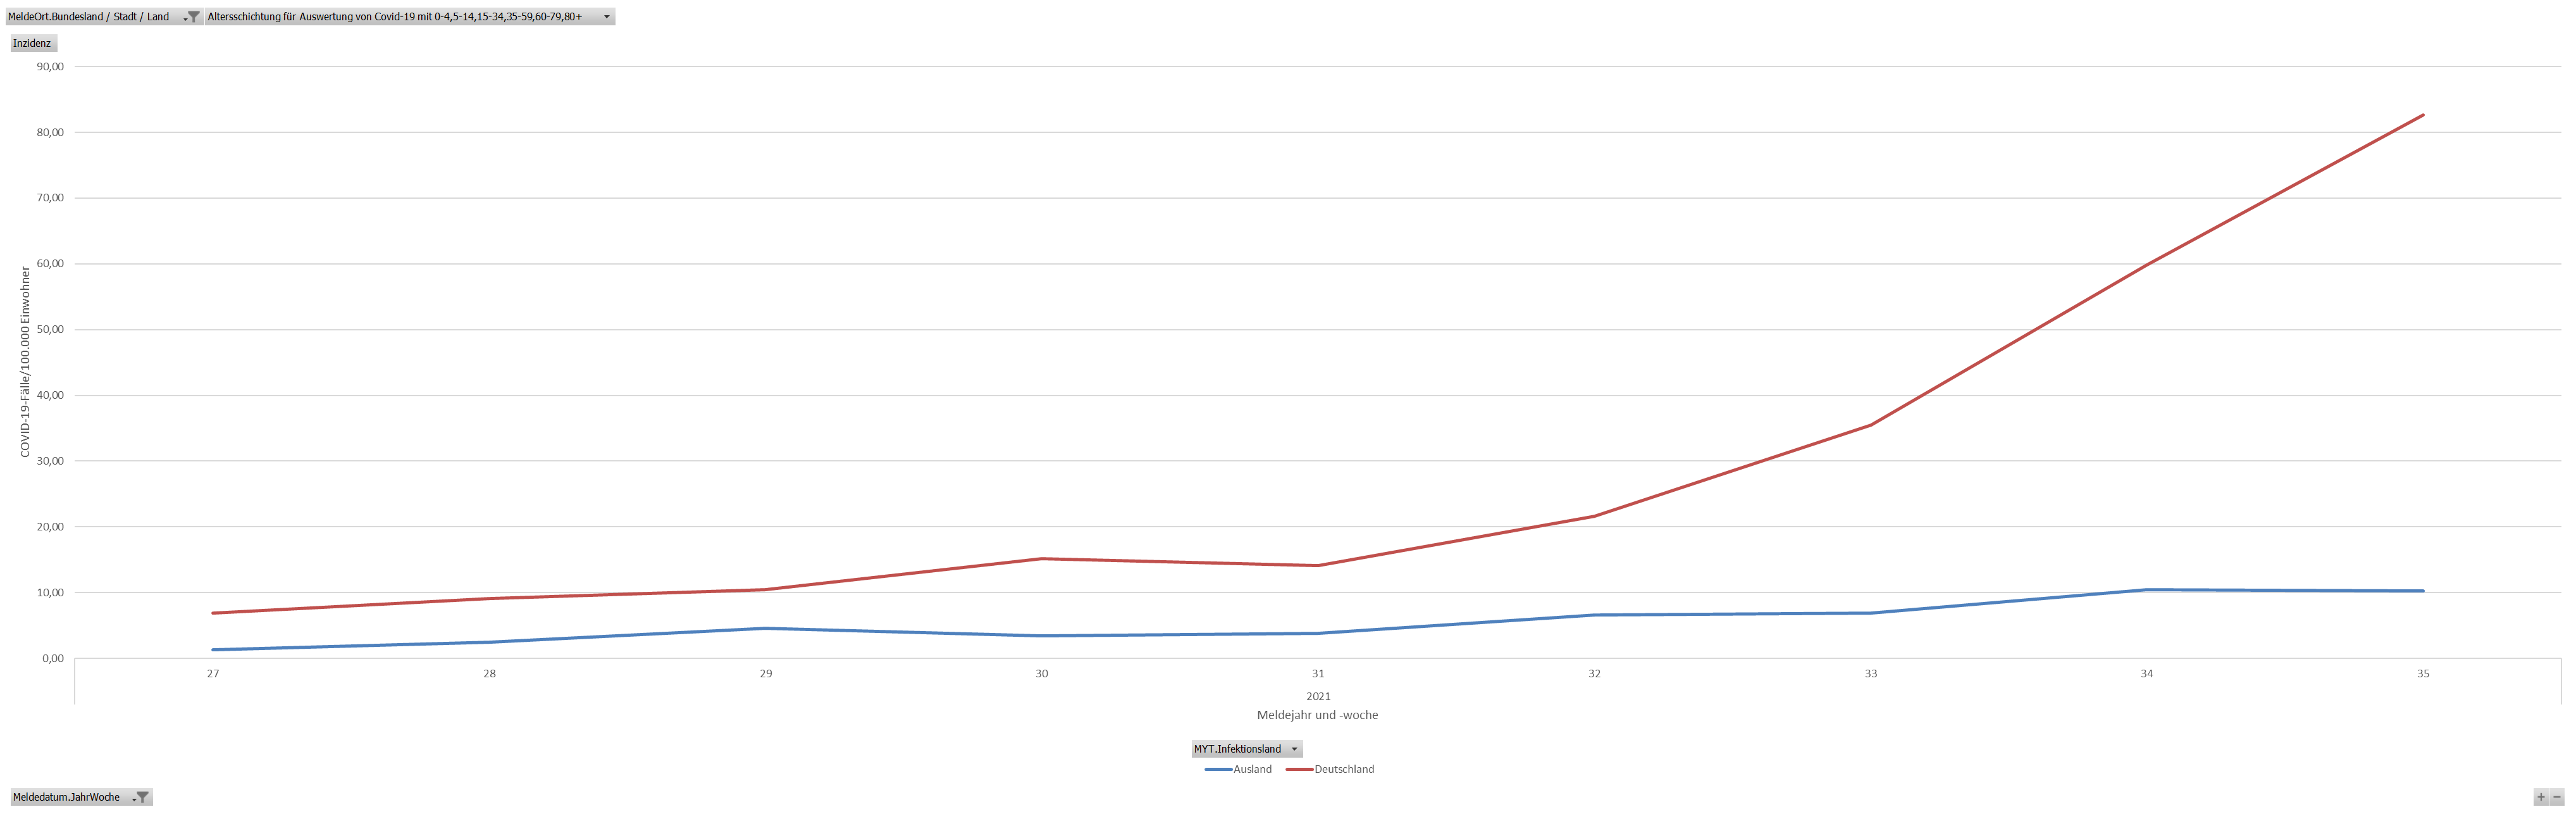 MeldeOrt.Bundesland / Stadt / Land
Altersschichtung für Auswertung von Covid-19 mit 0-4,5-14,15-34,35-59,60-79,80+
Inzidenz
90,00
80,00
70,00
60,00
50,00
40,00
30,00
20,00
10,00
0,00
COVID-19-Fälle/100.000 Einwohner
27 28 29 30 31 32 33 34 35
2021
Meldejahr und -woche
MYT.Infektionsland
Ausland Deutschland
Meldedatum.JahrWoche
+ −